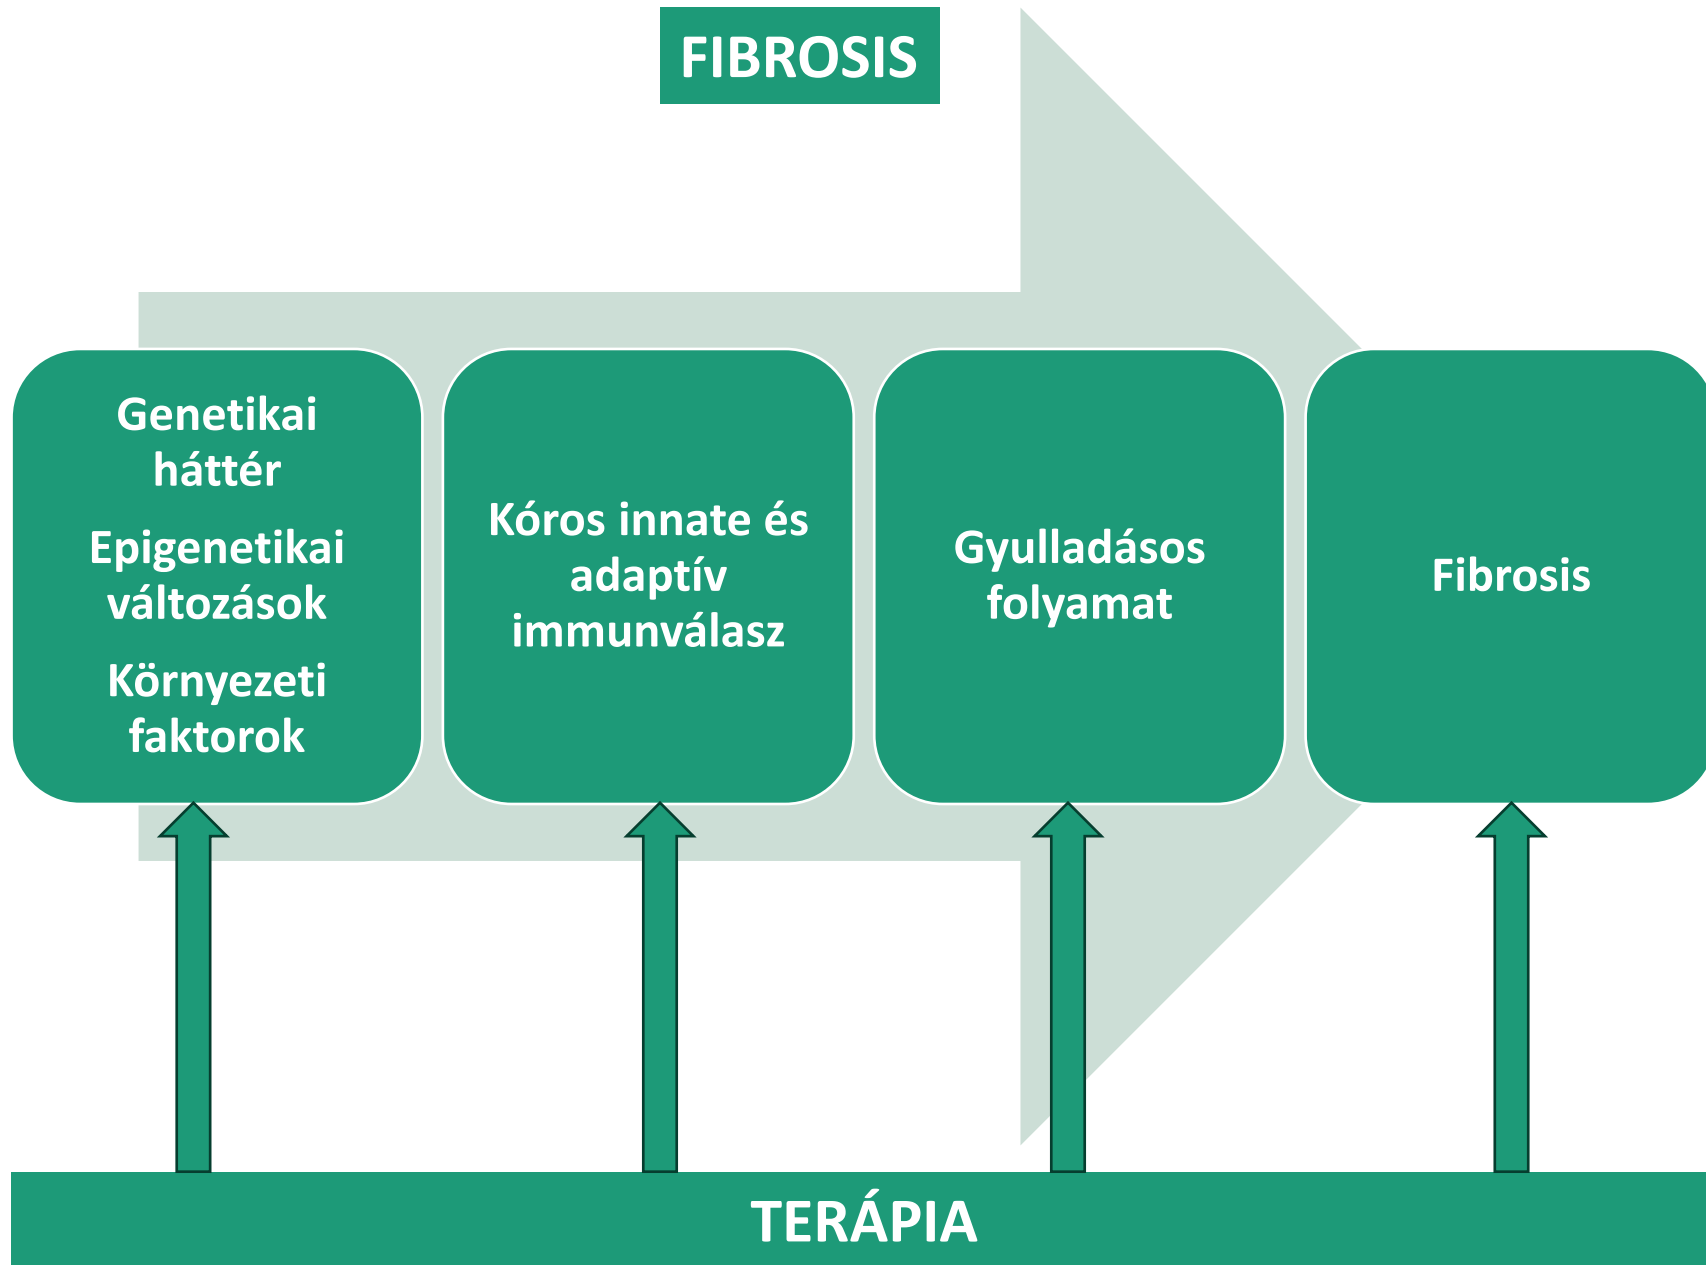 FIBROSIS
Genetikai
háttér
Epigenetikai
változások
Környezeti
faktorok
Kóros innate és
adaptív
immunválasz
Gyulladásos
folyamat
Fibrosis
TERÁPIA